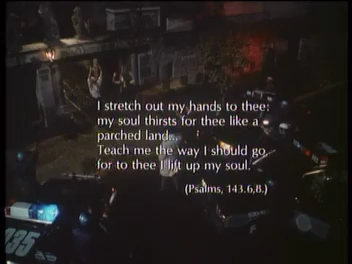 I stretch out my hands to thee:
my soul thirsts for thee like a
parched land...
Teach me the way I should go
for to thee I lift up my soul.
(Psalms, 143.6,8.)
435